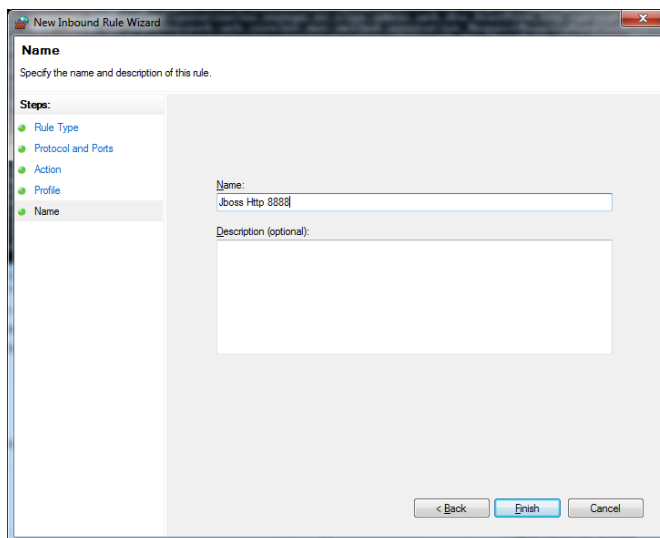 New Inbound Rule Wizard
Name
Specify the name and description of this rule.
Steps:
Rule Type
Protocol and Ports
Action
Profile
Name
Name:
Jboss Http 8888
Description (optional):
< Back
Finish
Cancel